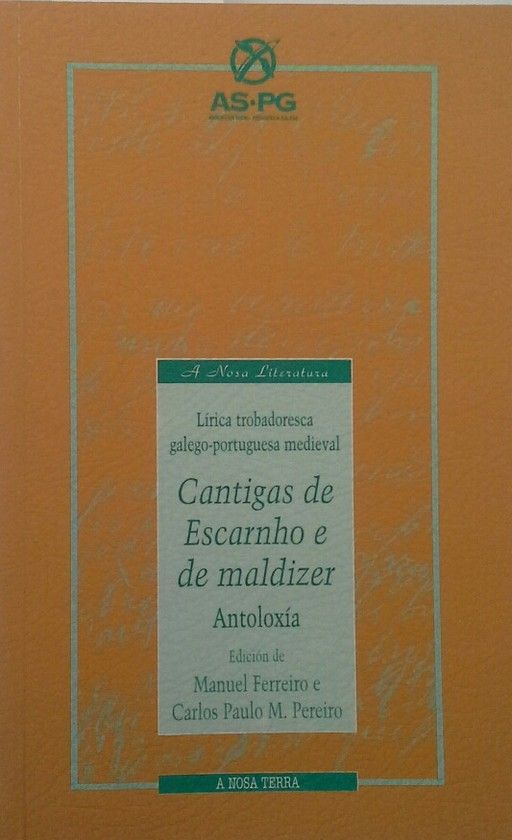 AS·PG
A Nosa Literatura
Lírica trobadoresca
galego-portuguesa medieval
Cantigas de
Escarnho e
de maldizer
Antoloxía
Edición de
Manuel Ferreiro e
Carlos Paulo M. Pereiro
A NOSA TERRA